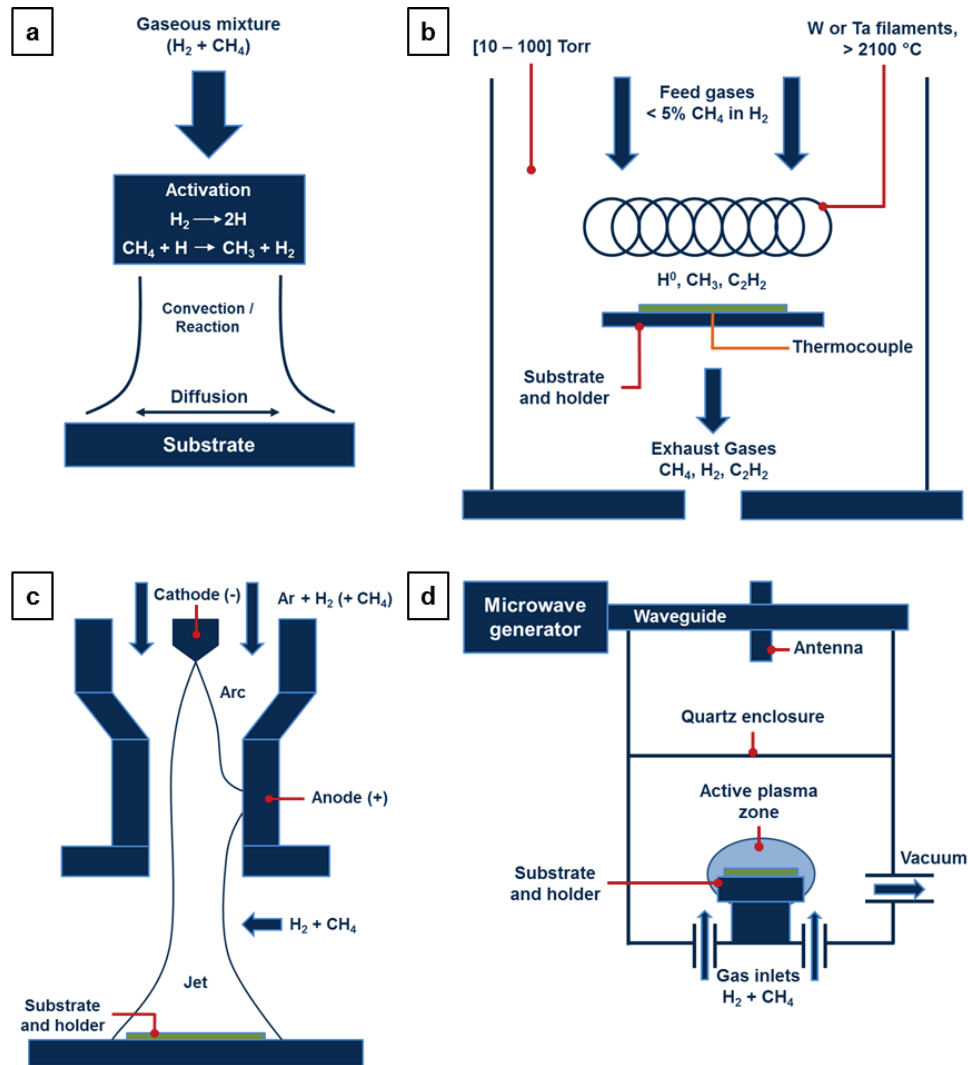 a
Gaseous mixture
(H₂ + CH₄)
Activation
H₂ → 2H
CH₄ + H → CH₃ + H₂
Convection /
Reaction
Diffusion
Substrate
b
[10 – 100] Torr
W or Ta filaments,
> 2100 °C
Feed gases
< 5% CH₄ in H₂
H⁰, CH₃, C₂H₂
Thermocouple
Substrate
and holder
Exhaust Gases
CH₄, H₂, C₂H₂
c
Cathode (-)
Ar + H₂ (+ CH₄)
Arc
Anode (+)
H₂ + CH₄
Jet
Substrate
and holder
d
Microwave
generator
Waveguide
Antenna
Quartz enclosure
Active plasma
zone
Substrate
and holder
Vacuum
Gas inlets
H₂ + CH₄